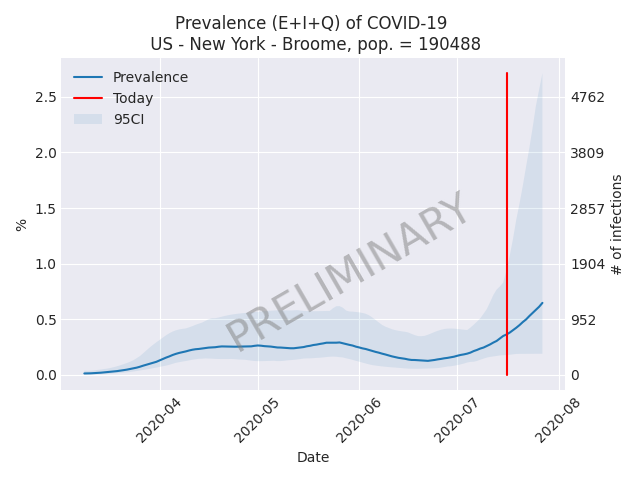 Prevalence (E+I+Q) of COVID-19
US - New York - Broome, pop. = 190488
Prevalence
Today
95CI
2.5
2.0
1.5
1.0
0.5
0.0
%
4762
3809
2857
1904
952
0
# of infections
PRELIMINARY
2020-04
2020-05
2020-06
2020-07
2020-08
Date